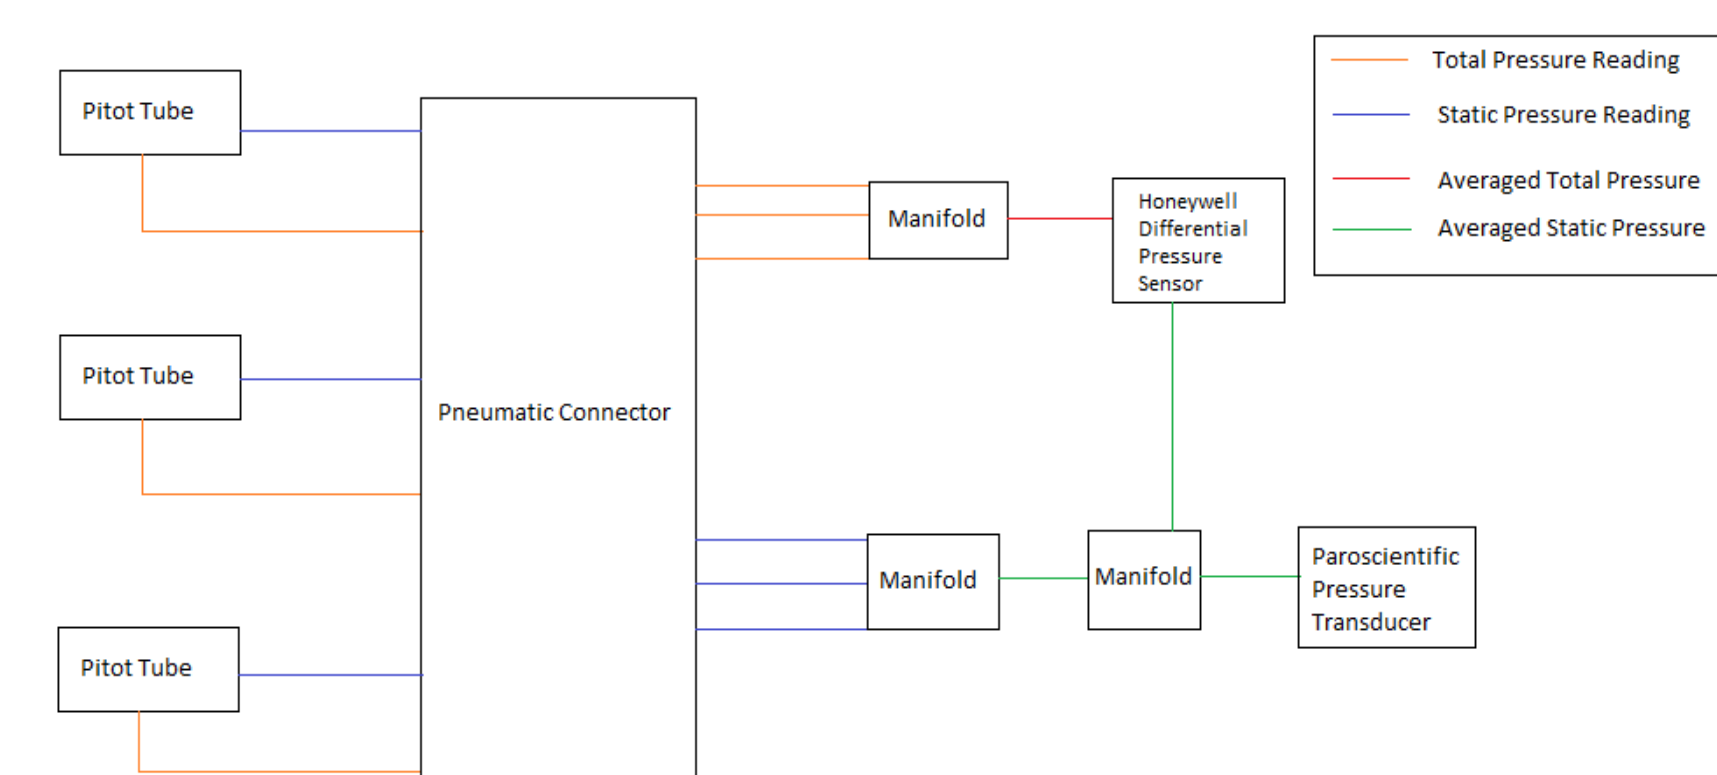 Pitot Tube
Pitot Tube
Pitot Tube
Pneumatic Connector
Manifold
Honeywell
Differential
Pressure
Sensor
Manifold
Manifold
Paroscientific
Pressure
Transducer
Total Pressure Reading
Static Pressure Reading
Averaged Total Pressure
Averaged Static Pressure